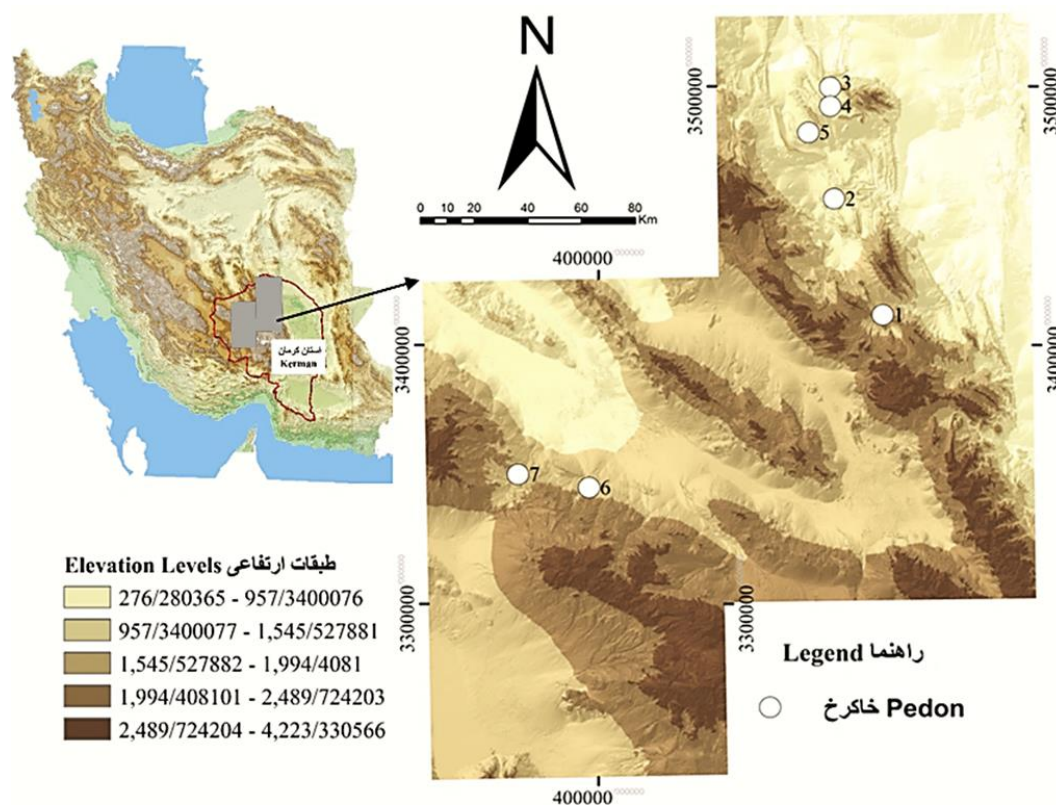 N
0 5 10 20 40 60 80
Km
استان کرمان
Kerman
400000
3500000
3500000
3400000
3400000
3300000
3300000
400000
3
4
5
2
1
7
6
Elevation Levels طبقات ارتفاعی
276/280365 - 957/3400076
957/3400077 - 1,545/527881
1,545/527882 - 1,994/4081
1,994/408101 - 2,489/724203
2,489/724204 - 4,223/330566
Legend راهنما
Pedon خاکرخ